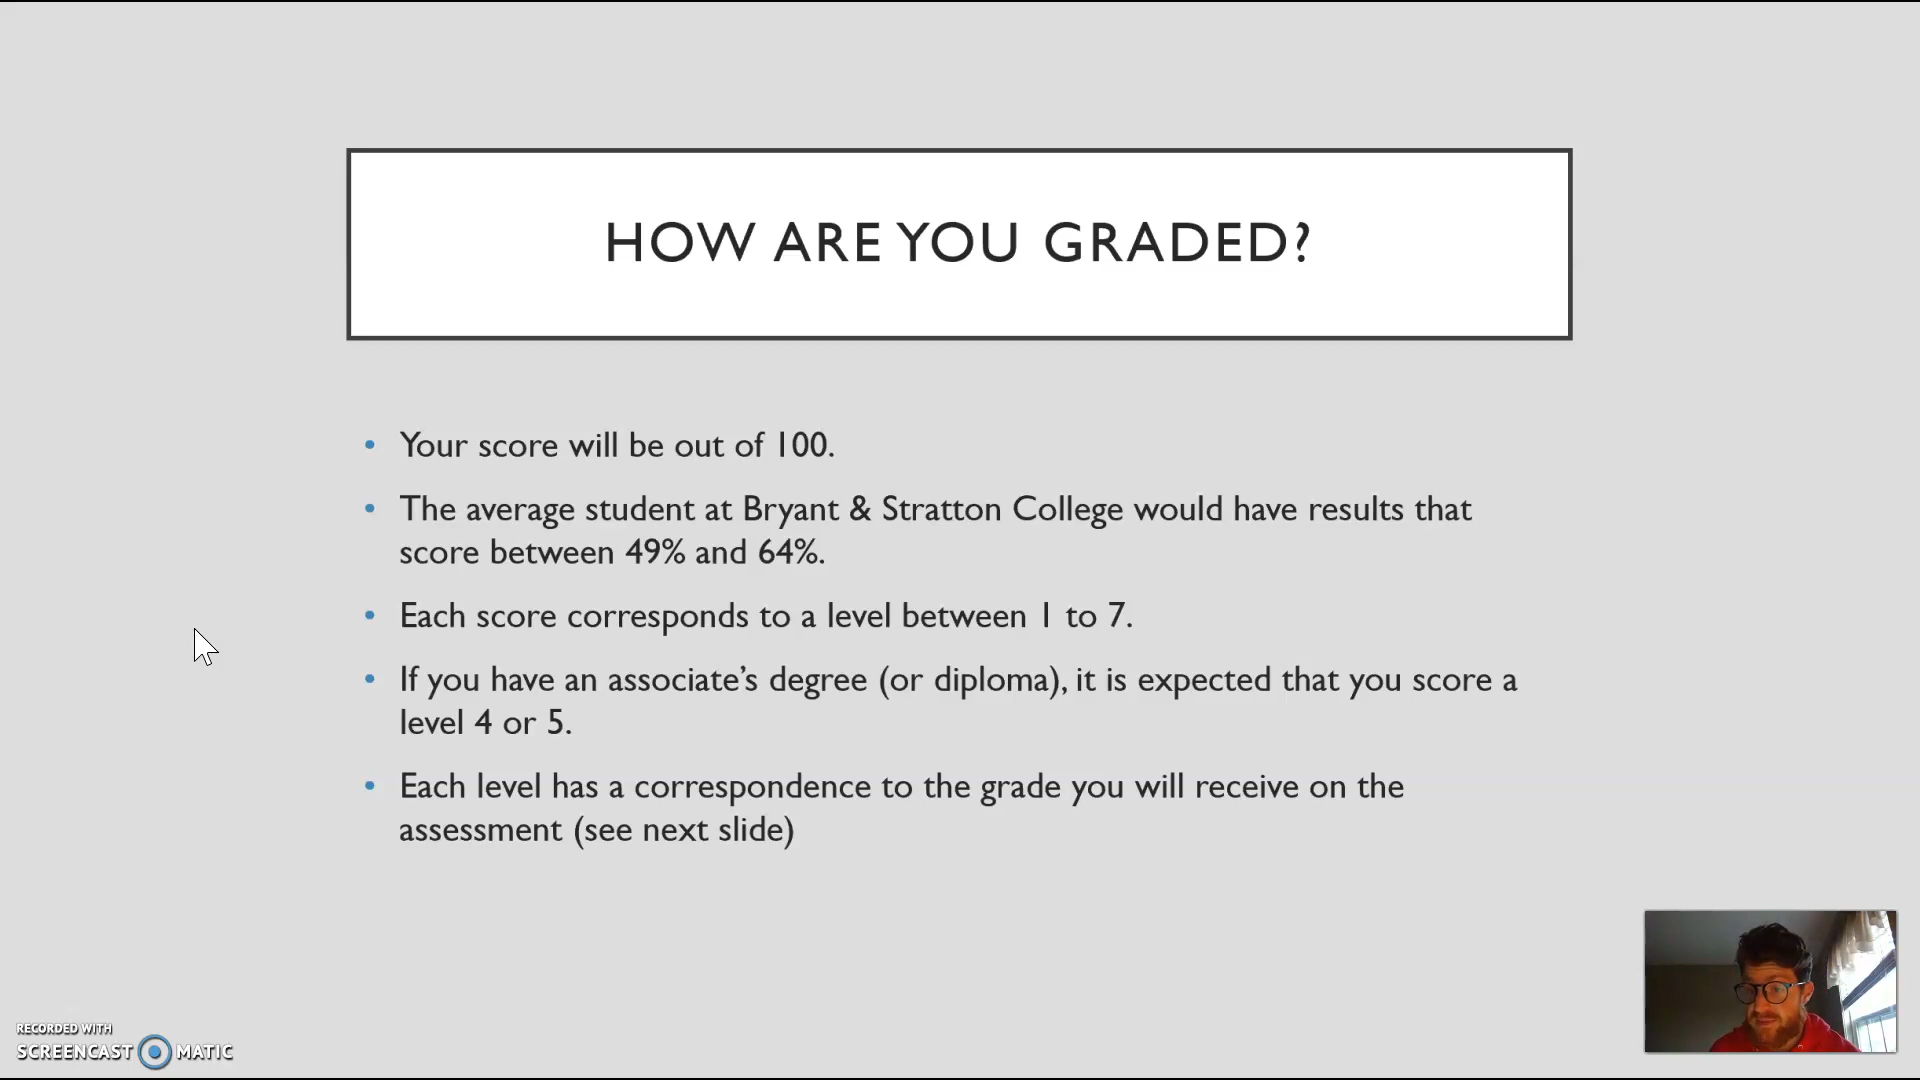 HOW ARE YOU GRADED?
• Your score will be out of 100.
• The average student at Bryant & Stratton College would have results that
score between 49% and 64%.
• Each score corresponds to a level between 1 to 7.
• If you have an associate’s degree (or diploma), it is expected that you score a
level 4 or 5.
• Each level has a correspondence to the grade you will receive on the
assessment (see next slide)
RECORDED WITH
SCREENCAST MATIC